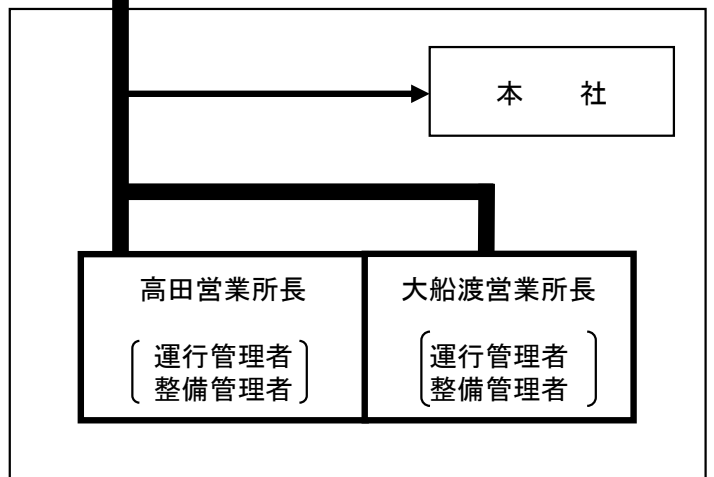 本　　社
高田営業所長
大船渡営業所長
運行管理者
整備管理者
運行管理者
整備管理者